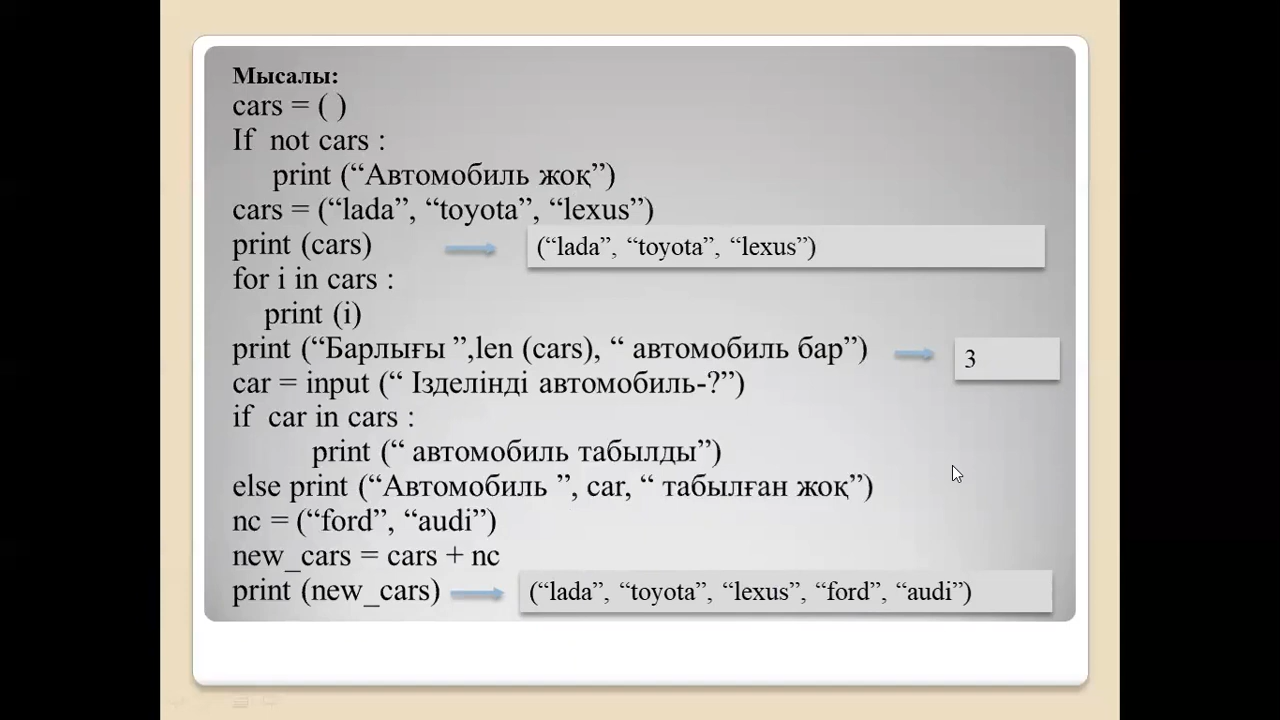 Мысалы:
cars = ( )
If  not cars :
print (“Автомобиль жоқ”)
cars = (“lada”, “toyota”, “lexus”)
print (cars)
(“lada”, “toyota”, “lexus”)
for i in cars :
print (i)
print (“Барлығы ”,len (cars), “ автомобиль бар”)
3
car = input (“ Ізделінді автомобиль-?”)
if  car in cars :
print (“ автомобиль табылды”)
else print (“Автомобиль ”, car, “ табылған жоқ”)
nc = (“ford”, “audi”)
new_cars = cars + nc
print (new_cars)
(“lada”, “toyota”, “lexus”, “ford”, “audi”)